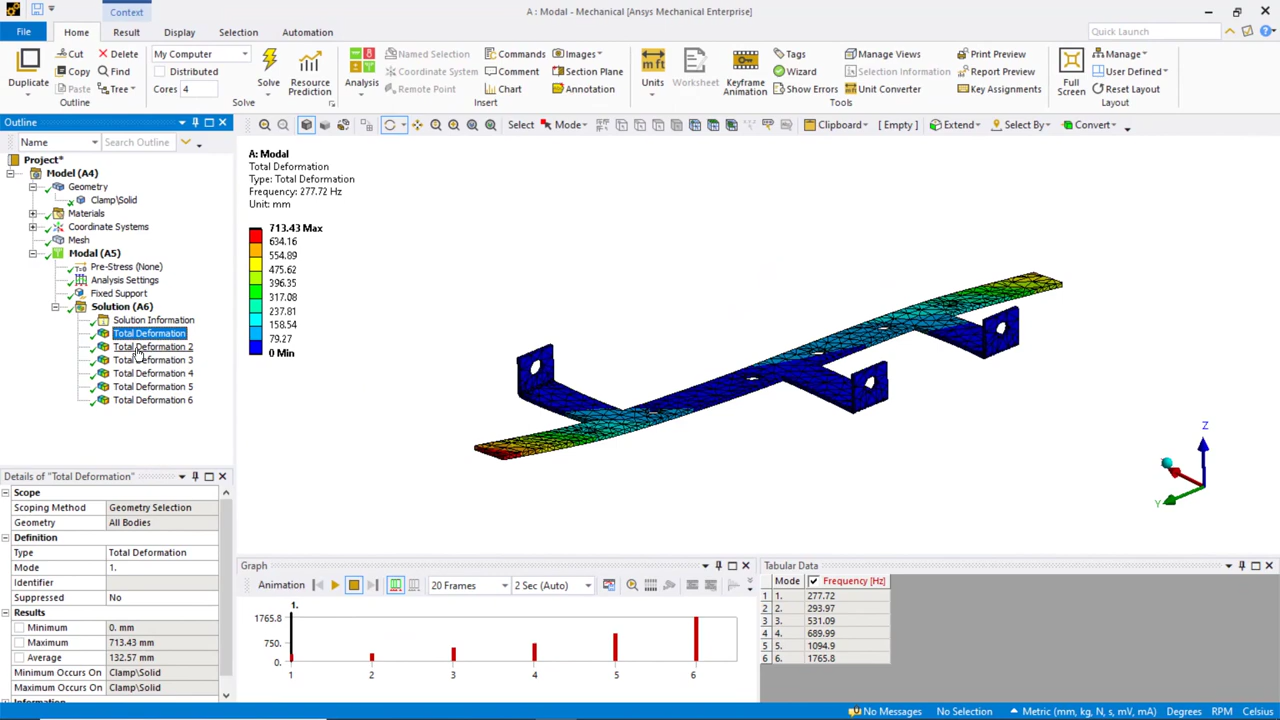 Context
A : Modal - Mechanical [Ansys Mechanical Enterprise]
File Home Result Display Selection Automation Quick Launch
Duplicate
Cut
Copy
Paste
Delete
Find
Tree
Outline
My Computer
Distributed
Cores 4
Solve
Resource Prediction
Solve
Analysis
Named Selection
Coordinate System
Remote Point
Commands
Comment
Chart
Images
Section Plane
Annotation
Insert
Units
Worksheet
Keyframe Animation
Tags
Wizard
Show Errors
Manage Views
Selection Information
Unit Converter
Print Preview
Report Preview
Key Assignments
Tools
Full Screen
Manage
User Defined
Reset Layout
Layout
Outline
Name Search Outline
Select Mode Clipboard [ Empty ] Extend Select By Convert
Project*
Model (A4)
Geometry
Clamp\Solid
Materials
Coordinate Systems
Mesh
Modal (A5)
Pre-Stress (None)
Analysis Settings
Fixed Support
Solution (A6)
Solution Information
Total Deformation
Total Deformation 2
Total Deformation 3
Total Deformation 4
Total Deformation 5
Total Deformation 6
A: Modal
Total Deformation
Type: Total Deformation
Frequency: 277.72 Hz
Unit: mm
713.43 Max
634.16
554.89
475.62
396.35
317.08
237.81
158.54
79.27
0 Min
Z
Y
Details of "Total Deformation"
Scope
Scoping Method Geometry Selection
Geometry All Bodies
Definition
Type Total Deformation
Mode 1.
Identifier
Suppressed No
Results
Minimum 0. mm
Maximum 713.43 mm
Average 132.57 mm
Minimum Occurs On Clamp\Solid
Maximum Occurs On Clamp\Solid
Information
Graph
Animation 20 Frames 2 Sec (Auto)
1.
1765.8
750.
0.
1 2 3 4 5 6
Tabular Data
Mode Frequency [Hz]
1 1. 277.72
2 2. 293.97
3 3. 531.09
4 4. 689.99
5 5. 1094.9
6 6. 1765.8
No Messages No Selection Metric (mm, kg, N, s, mV, mA) Degrees RPM Celsius